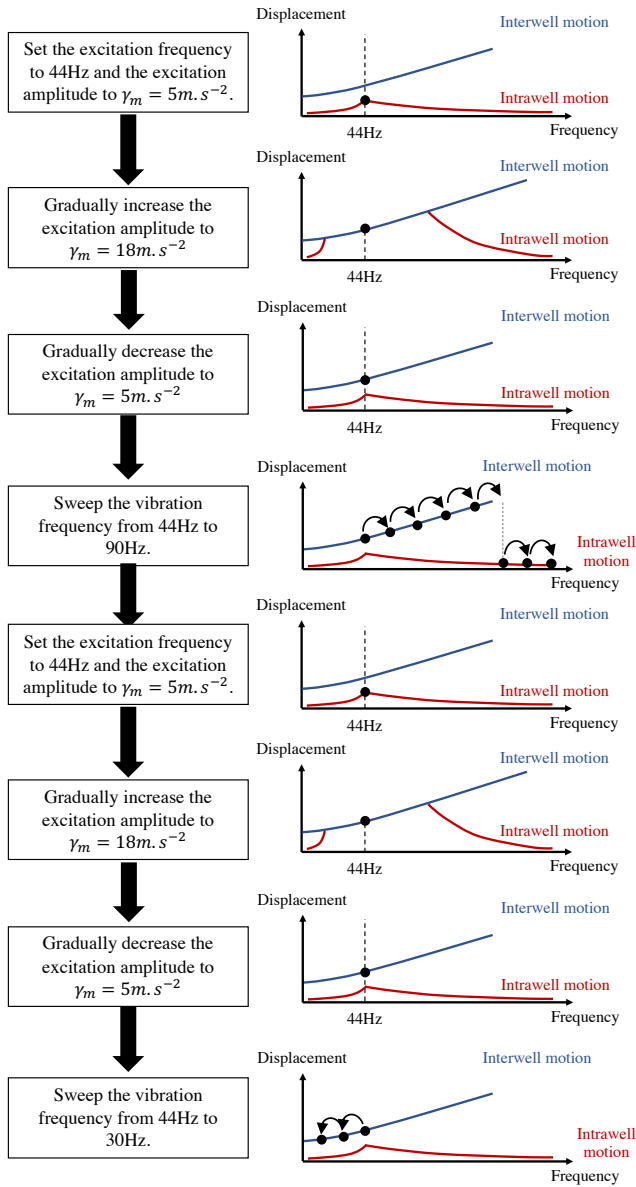 Set the excitation frequency
to 44Hz and the excitation
amplitude to γₘ = 5m.s⁻².
Displacement
Interwell motion
Intrawell motion
44Hz
Frequency
Gradually increase the
excitation amplitude to
γₘ = 18m.s⁻²
Displacement
Interwell motion
Intrawell motion
44Hz
Frequency
Gradually decrease the
excitation amplitude to
γₘ = 5m.s⁻²
Displacement
Interwell motion
Intrawell motion
44Hz
Frequency
Sweep the vibration
frequency from 44Hz to
90Hz.
Displacement
Interwell motion
Intrawell
motion
Frequency
Set the excitation frequency
to 44Hz and the excitation
amplitude to γₘ = 5m.s⁻².
Displacement
Interwell motion
Intrawell motion
44Hz
Frequency
Gradually increase the
excitation amplitude to
γₘ = 18m.s⁻²
Displacement
Interwell motion
Intrawell motion
44Hz
Frequency
Gradually decrease the
excitation amplitude to
γₘ = 5m.s⁻²
Displacement
Interwell motion
Intrawell motion
44Hz
Frequency
Sweep the vibration
frequency from 44Hz to
30Hz.
Displacement
Interwell motion
Intrawell
motion
Frequency